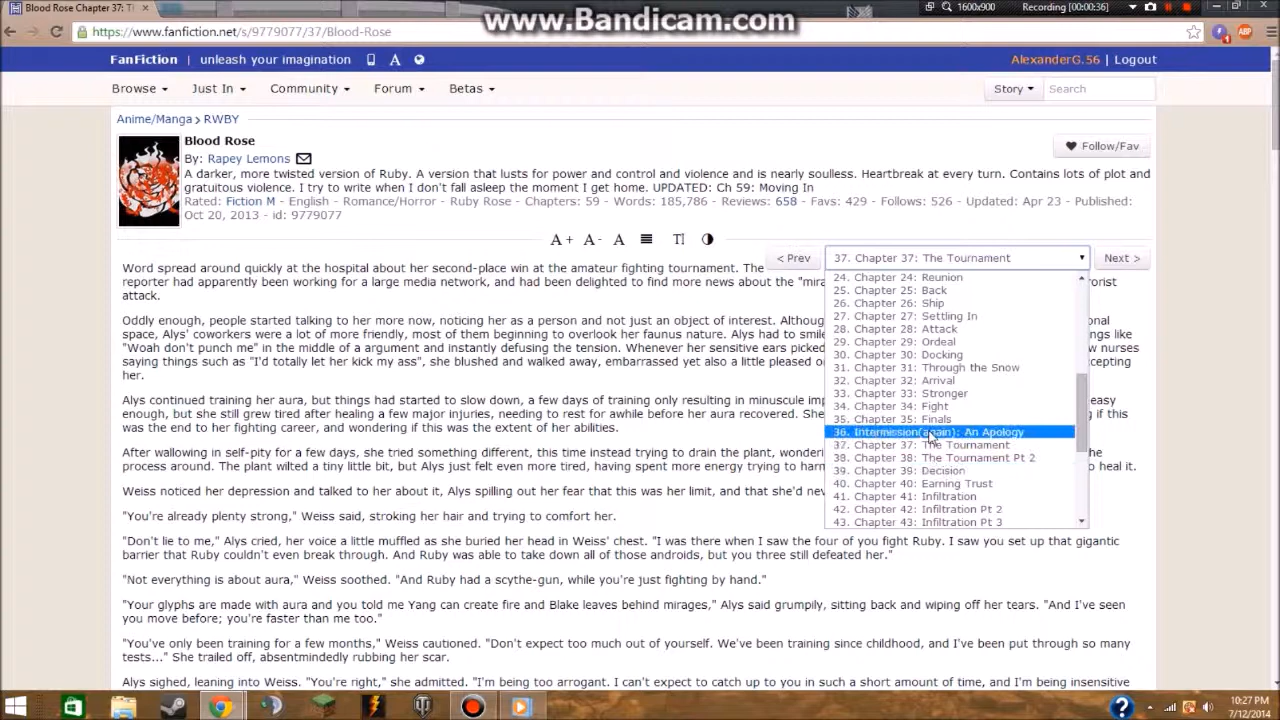 Blood Rose Chapter 37: T
www.Bandicam.com
1600x900
Recording [00:00:36]
https://www.fanfiction.net/s/9779077/37/Blood-Rose
ABP
FanFiction
unleash your imagination
A
AlexanderG.56 | Logout
Browse
Just In
Community
Forum
Betas
Story
Search
Anime/Manga > RWBY
Blood Rose
Follow/Fav
By: Rapey Lemons
A darker, more twisted version of Ruby. A version that lusts for power and control and violence and is nearly soulless. Heartbreak at every turn. Contains lots of plot and
gratuitous violence. I try to write when I don't fall asleep the moment I get home. UPDATED: Ch 59: Moving In
Rated: Fiction M - English - Romance/Horror - Ruby Rose - Chapters: 59 - Words: 185,786 - Reviews: 658 - Favs: 429 - Follows: 526 - Updated: Apr 23 - Published:
Oct 20, 2013 - id: 9779077
A+ A- A
< Prev
37. Chapter 37: The Tournament
Next >
24. Chapter 24: Reunion
25. Chapter 25: Back
26. Chapter 26: Ship
27. Chapter 27: Settling In
28. Chapter 28: Attack
29. Chapter 29: Ordeal
30. Chapter 30: Docking
31. Chapter 31: Through the Snow
32. Chapter 32: Arrival
33. Chapter 33: Stronger
34. Chapter 34: Fight
35. Chapter 35: Finals
36. Intermission(again): An Apology
37. Chapter 37: The Tournament
38. Chapter 38: The Tournament Pt 2
39. Chapter 39: Decision
40. Chapter 40: Earning Trust
41. Chapter 41: Infiltration
42. Chapter 42: Infiltration Pt 2
43. Chapter 43: Infiltration Pt 3
Word spread around quickly at the hospital about her second-place win at the amateur fighting tournament. The
reporter had apparently been working for a large media network, and had been delighted to find more news about the "mira
attack.
Oddly enough, people started talking to her more now, noticing her as a person and not just an object of interest. Althoug
space, Alys' coworkers were a lot of more friendly, most of them beginning to overlook her faunus nature. Alys had to smile
"Woah don't punch me" in the middle of a argument and instantly defusing the tension. Whenever her sensitive ears picked
saying things such as "I'd totally let her kick my ass", she blushed and walked away, embarassed yet also a little pleased o
her.
Alys continued training her aura, but things had started to slow down, a few days of training only resulting in minuscule imp
enough, but she still grew tired after healing a few major injuries, needing to rest for awhile before her aura recovered. She
was the end to her fighting career, and wondering if this was the extent of her abilities.
After wallowing in self-pity for a few days, she tried something different, this time instead trying to drain the plant, wonderin
process around. The plant wilted a tiny little bit, but Alys just felt even more tired, having spent more energy trying to harm
Weiss noticed her depression and talked to her about it, Alys spilling out her fear that this was her limit, and that she'd neve
"You're already plenty strong," Weiss said, stroking her hair and trying to comfort her.
"Don't lie to me," Alys cried, her voice a little muffled as she buried her head in Weiss' chest. "I was there when I saw the four of you fight Ruby. I saw you set up that gigantic
barrier that Ruby couldn't even break through. And Ruby was able to take down all of those androids, but you three still defeated her."
"Not everything is about aura," Weiss soothed. "And Ruby had a scythe-gun, while you're just fighting by hand."
"Your glyphs are made with aura and you told me Yang can create fire and Blake leaves behind mirages," Alys said grumpily, sitting back and wiping off her tears. "And I've seen
you move before; you're faster than me too."
"You've only been training for a few months," Weiss cautioned. "Don't expect too much out of yourself. We've been training since childhood, and I've been put through so many
tests..." She trailed off, absentmindedly rubbing her scar.
Alys sighed, leaning into Weiss. "You're right," she admitted. "I'm being too arrogant. I can't expect to catch up to you in such a short amount of time, and I'm being insensitive
10:27 PM
7/12/2014